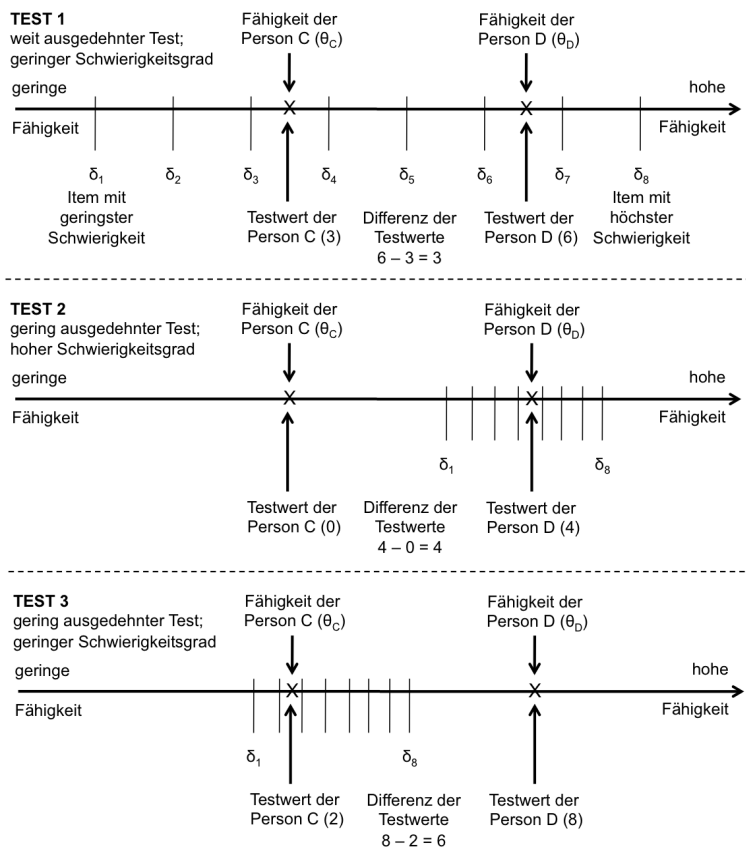 TEST 1
weit ausgedehnter Test;
geringer Schwierigkeitsgrad
Fähigkeit der
Person C (θC)
Fähigkeit der
Person D (θD)
geringe
hohe
X
X
Fähigkeit
Fähigkeit
δ1
δ2
δ3
δ4
δ5
δ6
δ7
δ8
Item mit
geringster
Schwierigkeit
Testwert der
Person C (3)
Differenz der
Testwerte
6 – 3 = 3
Testwert der
Person D (6)
Item mit
höchster
Schwierigkeit
TEST 2
gering ausgedehnter Test;
hoher Schwierigkeitsgrad
Fähigkeit der
Person C (θC)
Fähigkeit der
Person D (θD)
geringe
hohe
X
X
Fähigkeit
Fähigkeit
δ1
δ8
Testwert der
Person C (0)
Differenz der
Testwerte
4 – 0 = 4
Testwert der
Person D (4)
TEST 3
gering ausgedehnter Test;
geringer Schwierigkeitsgrad
Fähigkeit der
Person C (θC)
Fähigkeit der
Person D (θD)
geringe
hohe
X
X
Fähigkeit
Fähigkeit
δ1
δ8
Testwert der
Person C (2)
Differenz der
Testwerte
8 – 2 = 6
Testwert der
Person D (8)